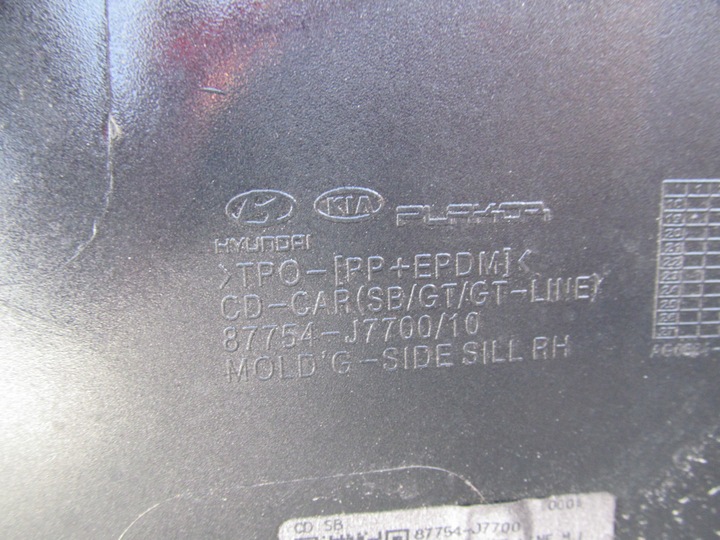 KIA PLAKOR
HYUNDAI
>TPO-[PP+EPDM]<
CD-CAR(SB/GT/GT-LINE)
87754-J7700/10
MOLD'G-SIDE SILL RH
CD SB 0001
87754-J7700